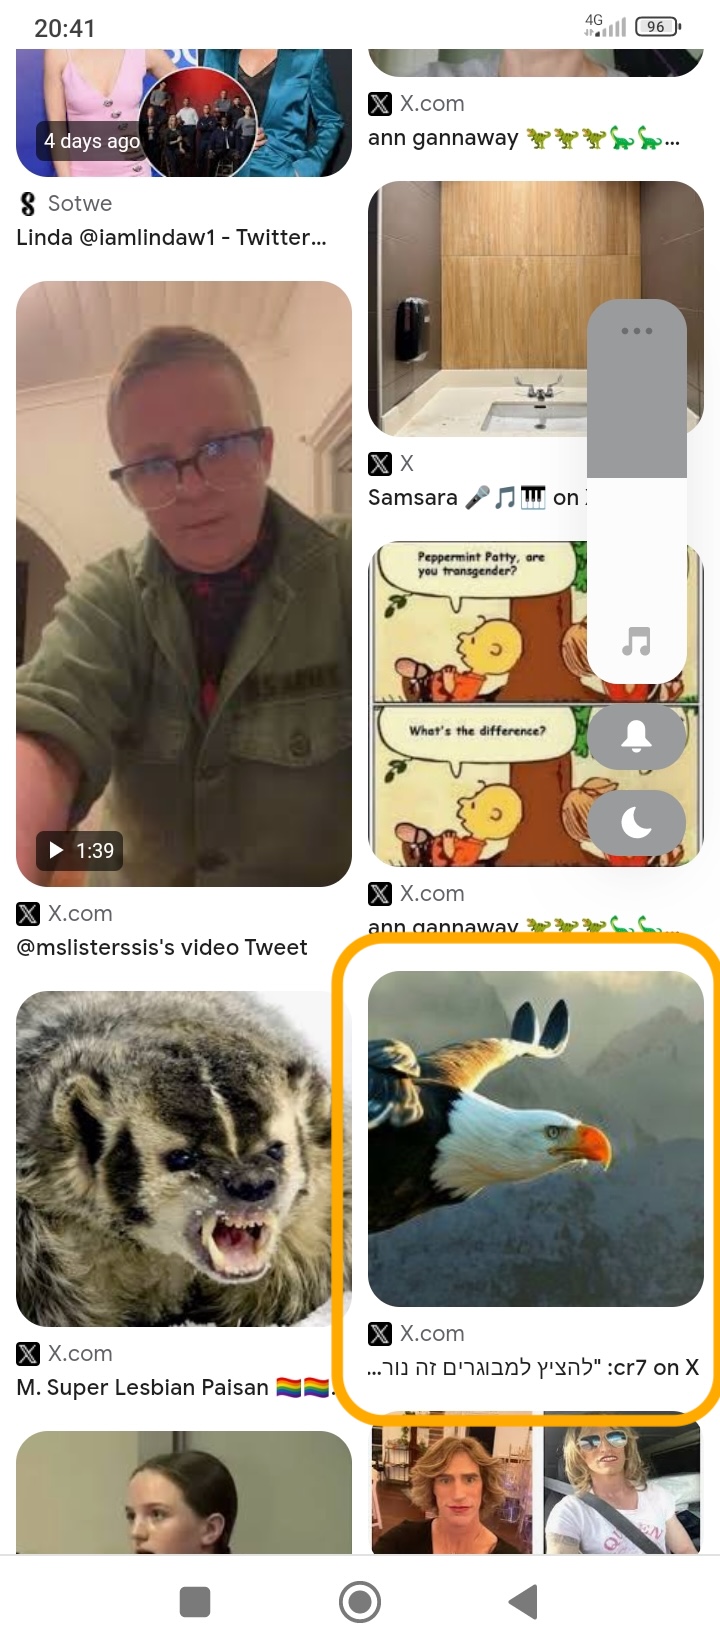 20:41
4G
96
4 days ago
Sotwe
Linda @iamlindaw1 - Twitter...
X.com
ann gannaway 🦖🦖🦖🦕🦕...
X
Samsara 🎤🎵🎹 on
Peppermint Patty, are
you transgender?
What's the difference?
1:39
X.com
@mslisterssis's video Tweet
X.com
ann gannaway 🦖🦖🦖🦕🦕...
X.com
M. Super Lesbian Paisan 🏳️‍🌈🏳️‍🌈.
X.com
cr7 on X: "להציץ למבוגרים זה נור...
QUEEN